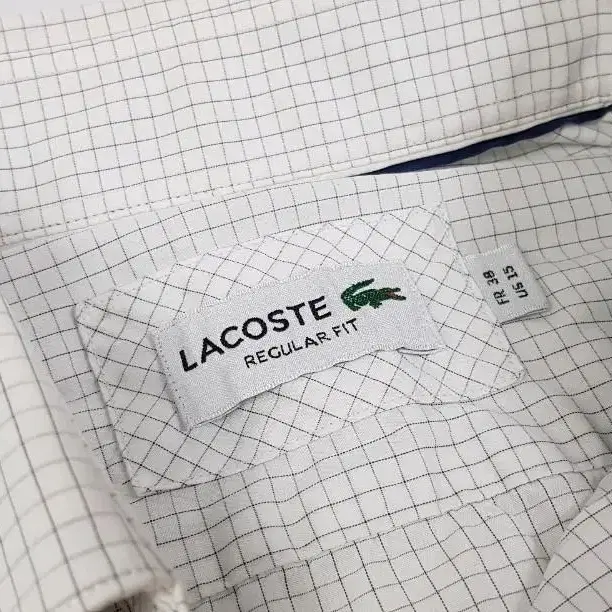 LACOSTE
REGULAR FIT
FR 38
US 15